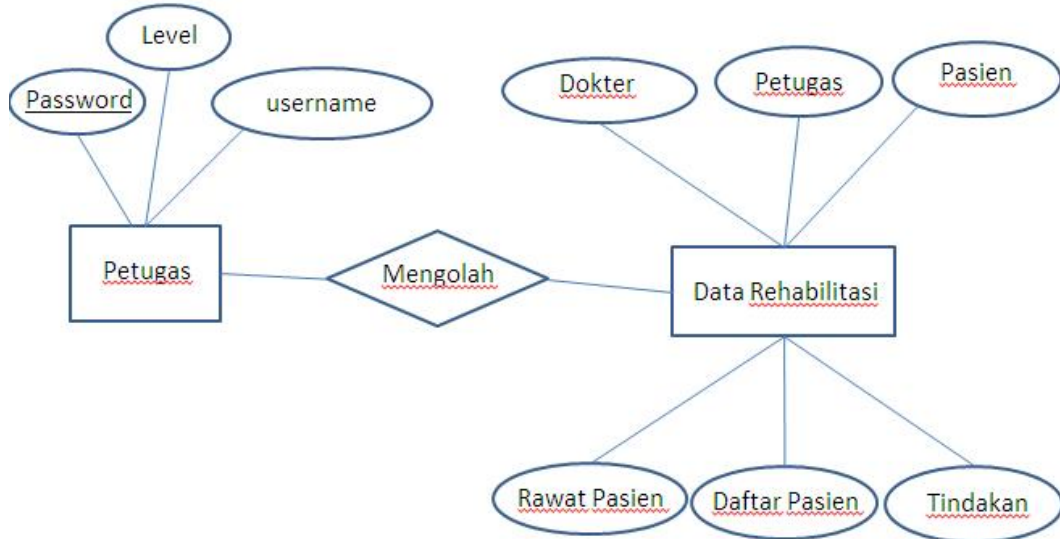 Level
Password
username
Dokter
Petugas
Pasien
Petugas
Mengolah
Data Rehabilitasi
Rawat Pasien
Daftar Pasien
Tindakan